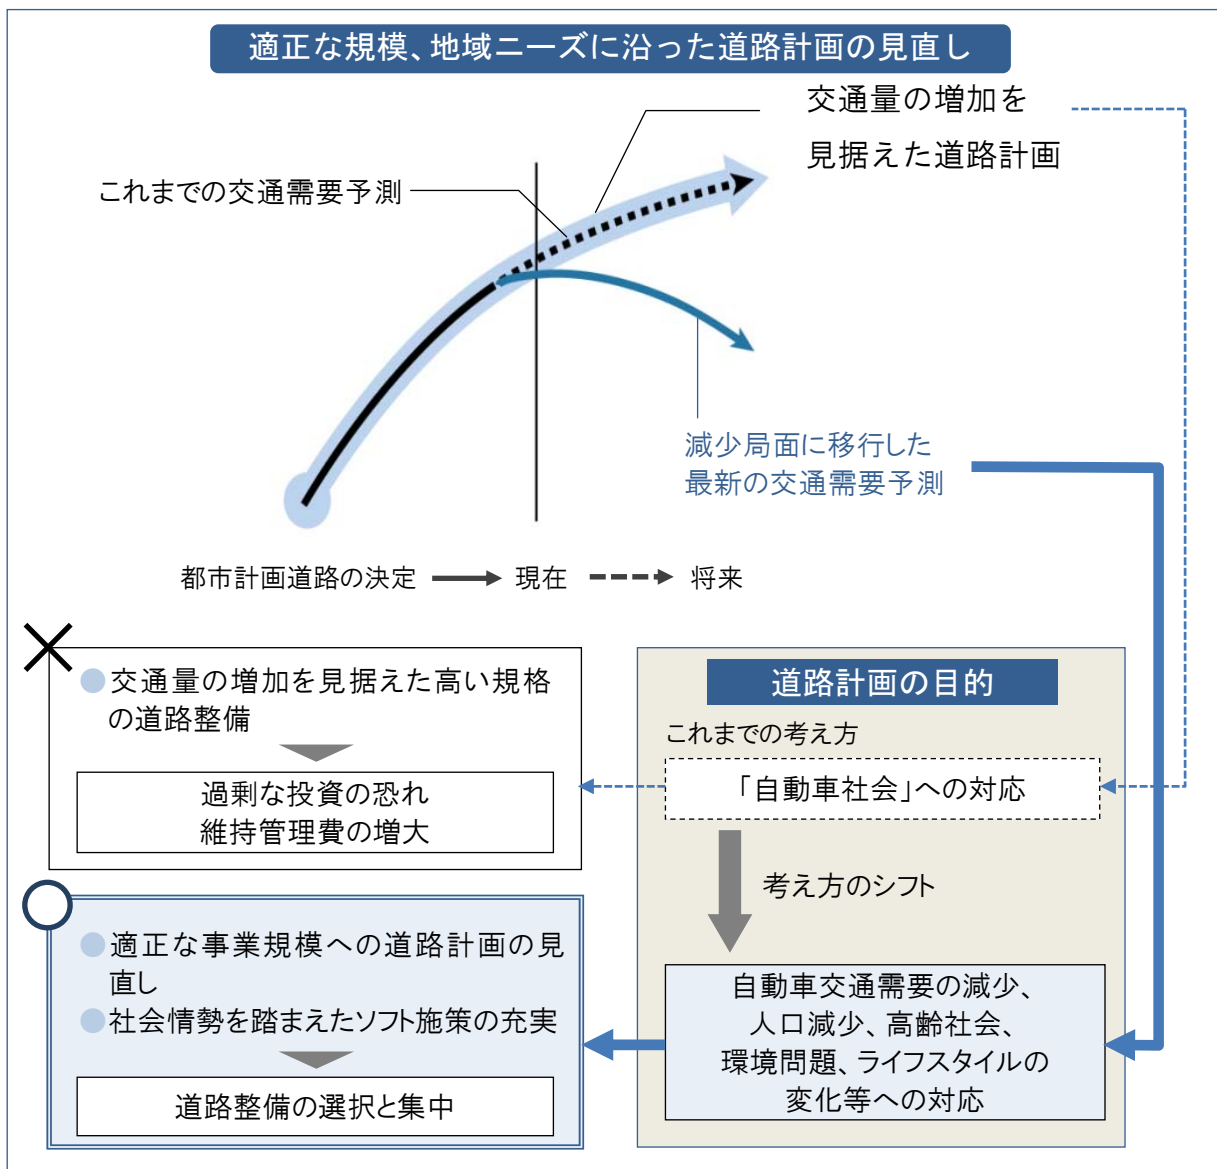 適正な規模、地域ニーズに沿った道路計画の見直し
交通量の増加を
見据えた道路計画
これまでの交通需要予測
減少局面に移行した
最新の交通需要予測
都市計画道路の決定 現在 将来
交通量の増加を見据えた高い規格
の道路整備
過剰な投資の恐れ
維持管理費の増大
道路計画の目的
これまでの考え方
「自動車社会」への対応
考え方のシフト
自動車交通需要の減少、
人口減少、高齢社会、
環境問題、ライフスタイルの
変化等への対応
適正な事業規模への道路計画の見
直し
社会情勢を踏まえたソフト施策の充実
道路整備の選択と集中